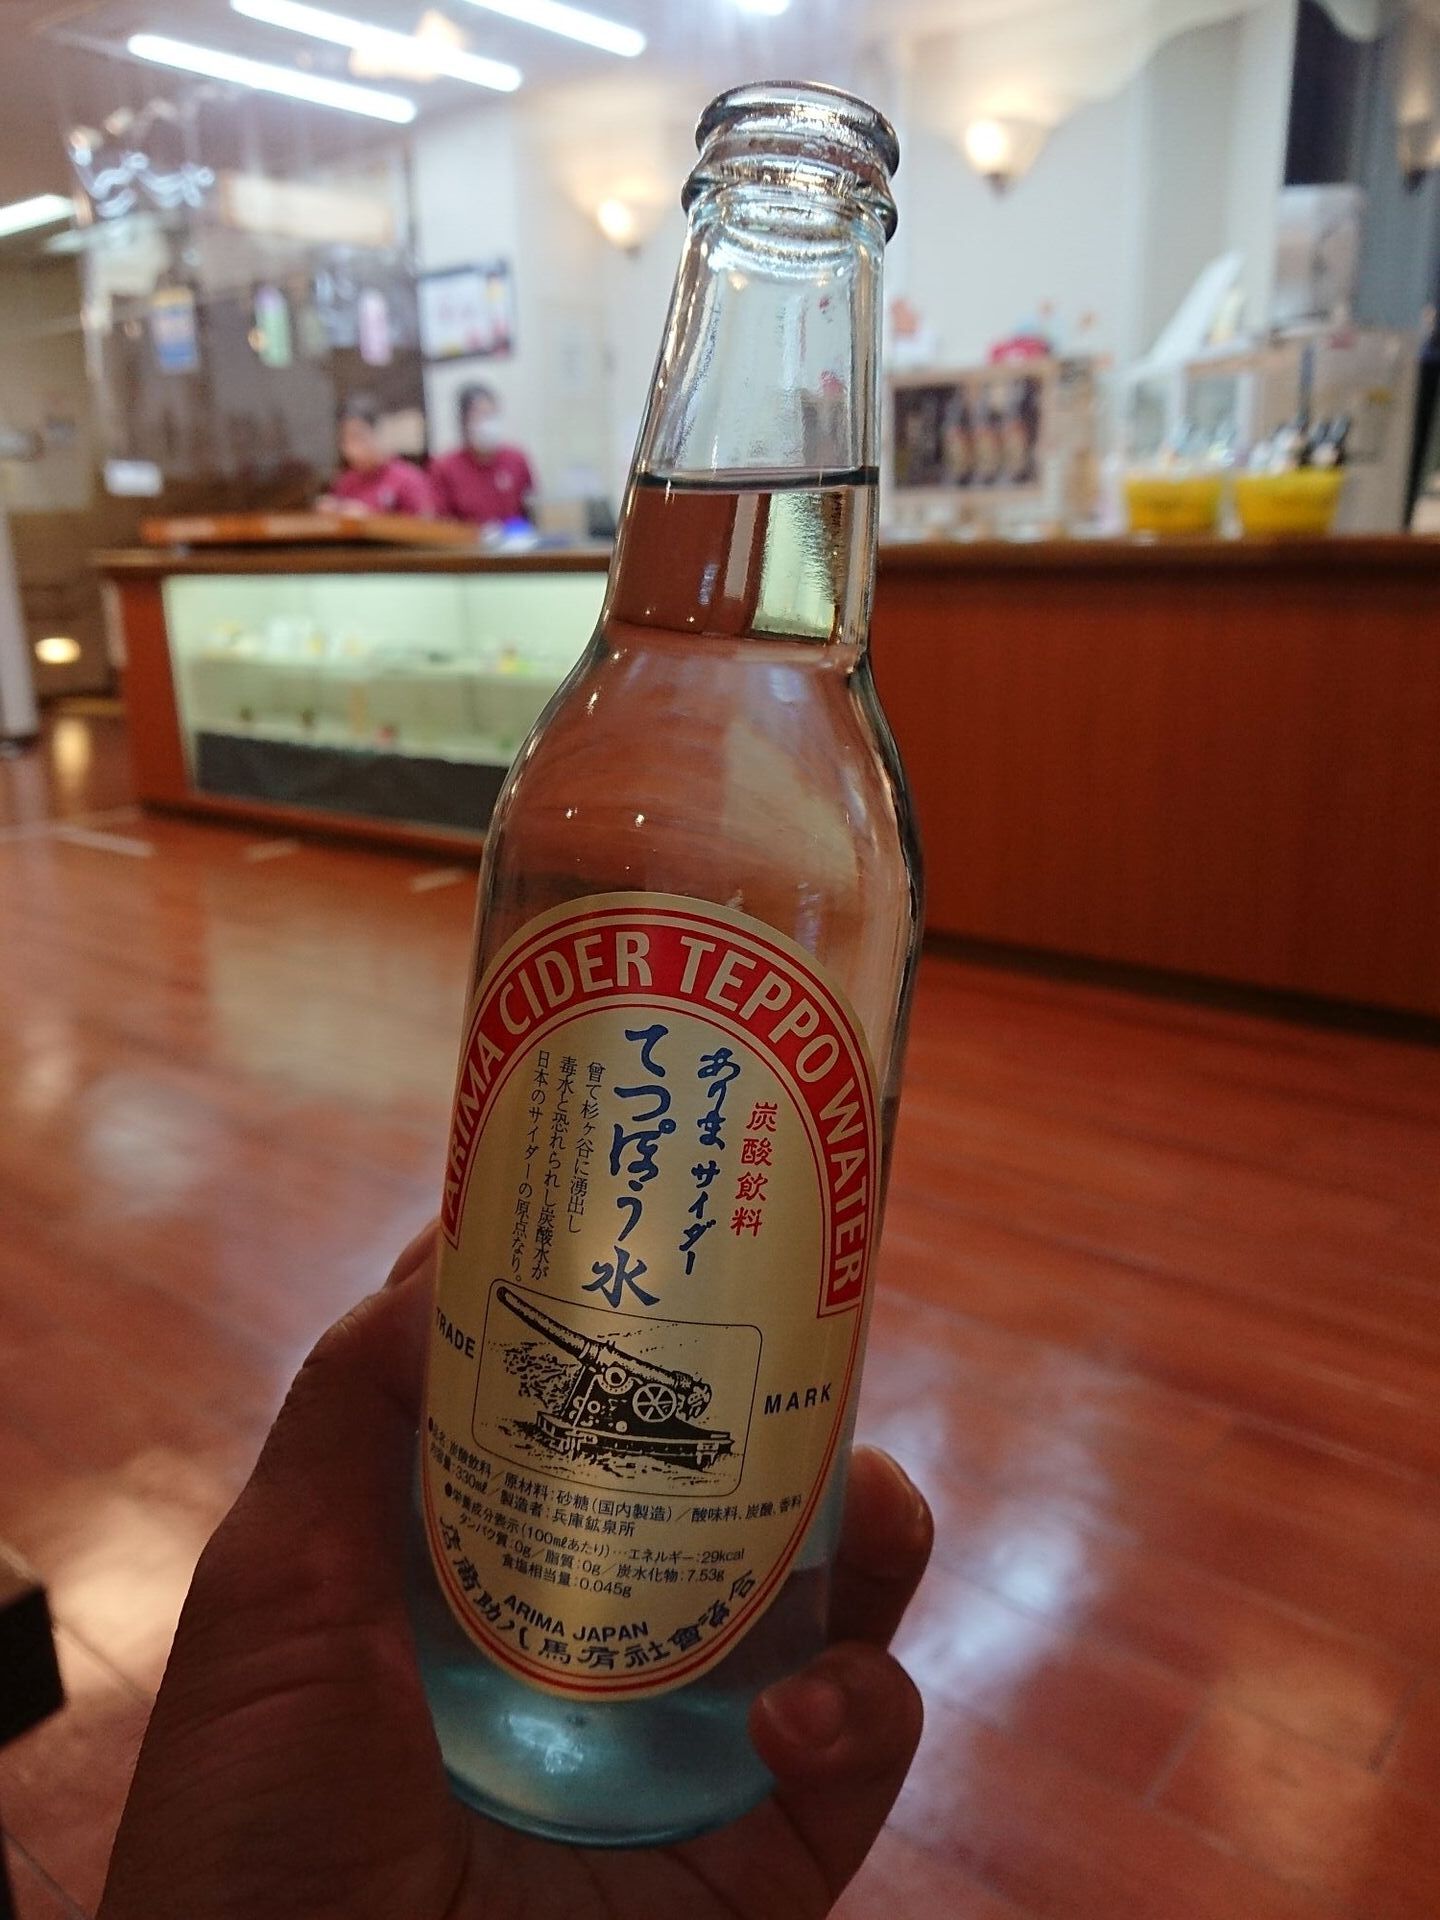 ARIMA CIDER TEPPO WATER
炭酸飲料
ありまサイダー
てっぽう水
曾て杉ヶ谷に湧出し
毒水と恐れられし炭酸水が
日本のサイダーの原点なり。
TRADE
MARK
●品名:炭酸飲料/原材料:砂糖(国内製造)/酸味料、炭酸、香料
内容量:330mℓ/製造者:兵庫鉱泉所
●栄養成分表示(100mℓあたり)…エネルギー:29kcal
タンパク質:0g/脂質:0g/炭水化物:7.53g
食塩相当量:0.045g
ARIMA JAPAN
合資會社有馬八助商店